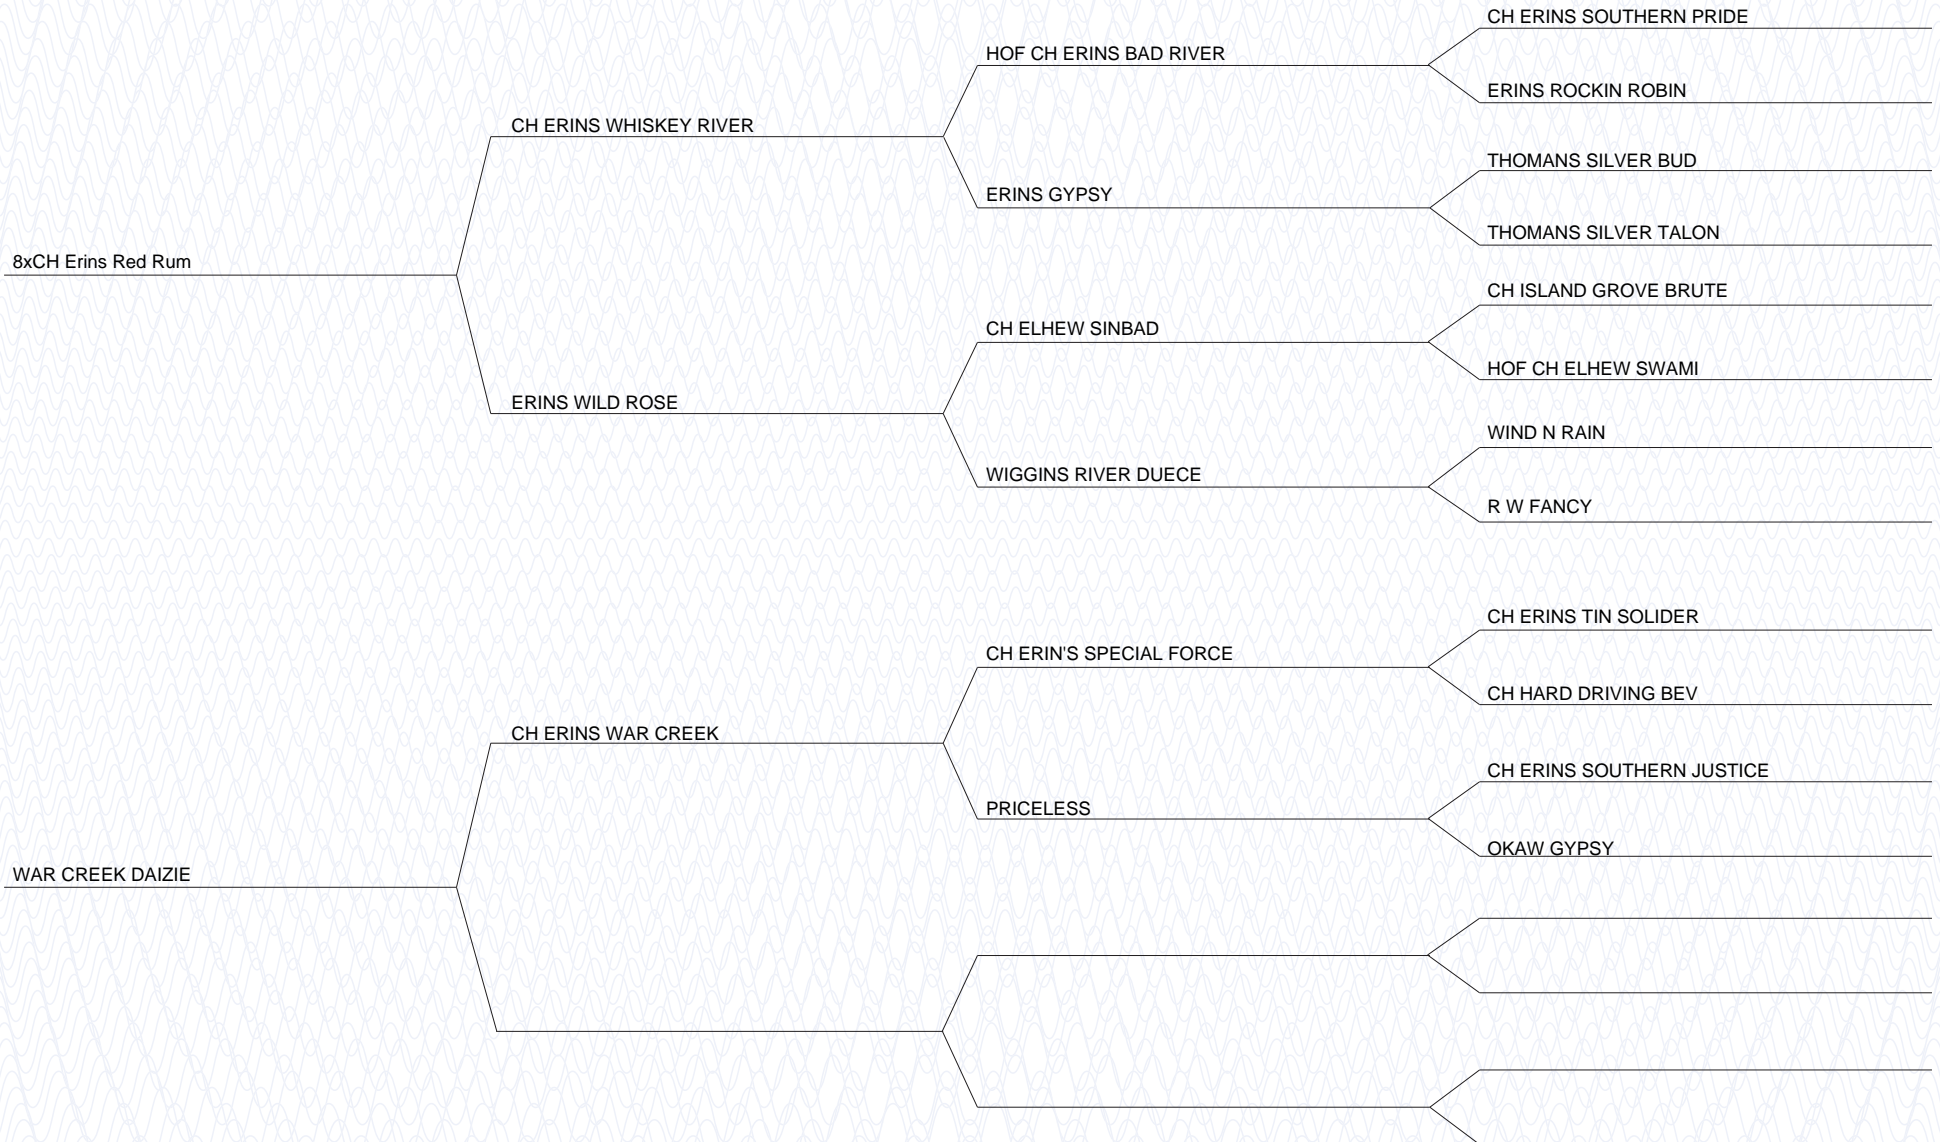 CH ERINS SOUTHERN PRIDE
HOF CH ERINS BAD RIVER
ERINS ROCKIN ROBIN
CH ERINS WHISKEY RIVER
THOMANS SILVER BUD
ERINS GYPSY
THOMANS SILVER TALON
8xCH Erins Red Rum
CH ISLAND GROVE BRUTE
CH ELHEW SINBAD
HOF CH ELHEW SWAMI
ERINS WILD ROSE
WIND N RAIN
WIGGINS RIVER DUECE
R W FANCY
CH ERINS TIN SOLIDER
CH ERIN'S SPECIAL FORCE
CH HARD DRIVING BEV
CH ERINS WAR CREEK
CH ERINS SOUTHERN JUSTICE
PRICELESS
OKAW GYPSY
WAR CREEK DAIZIE